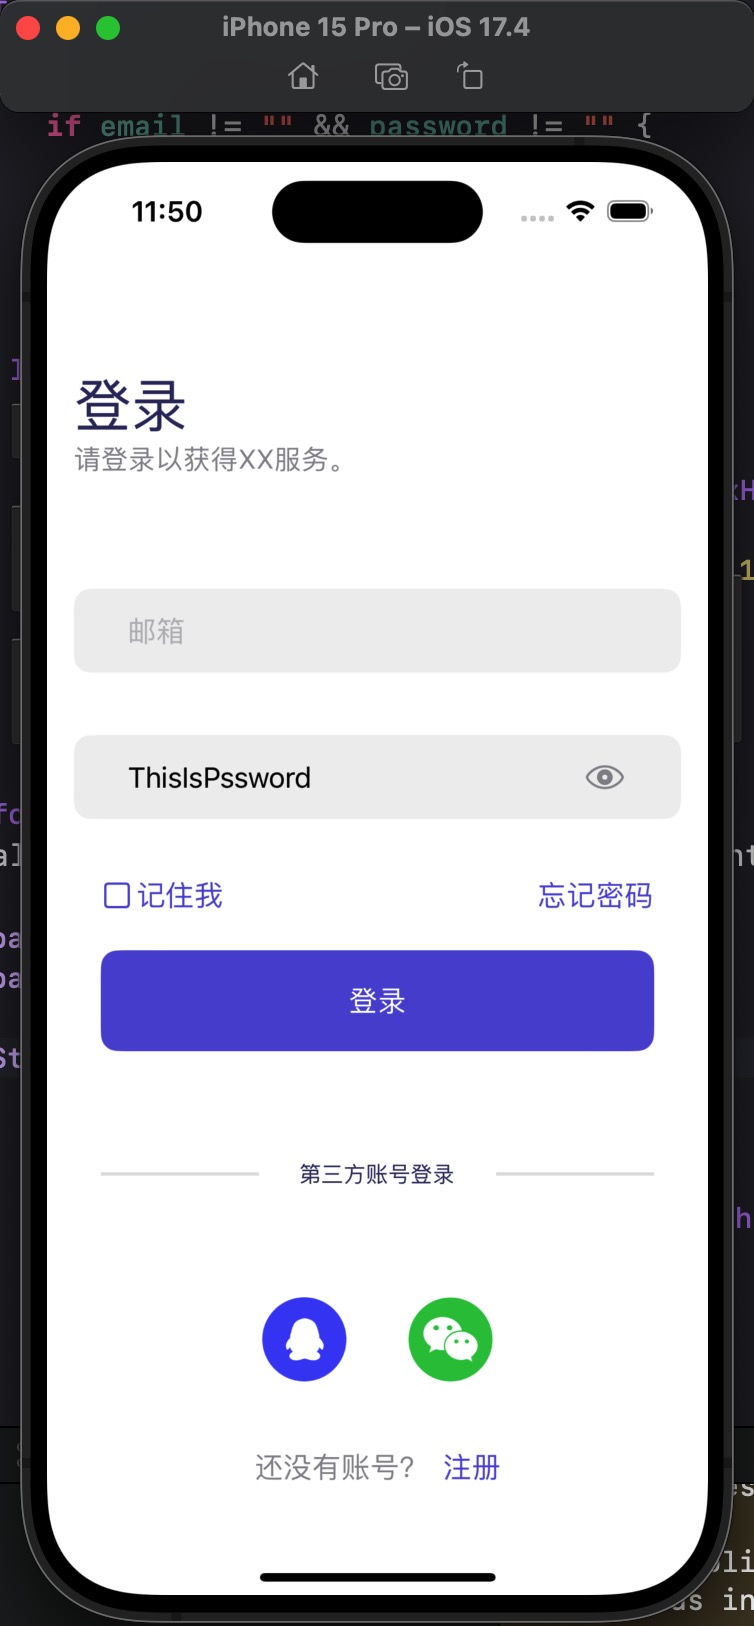 iPhone 15 Pro – iOS 17.4
if email != "" && password != "" {
11:50
登录
请登录以获得XX服务。
邮箱
ThisIsPssword
记住我
忘记密码
登录
第三方账号登录
还没有账号? 注册